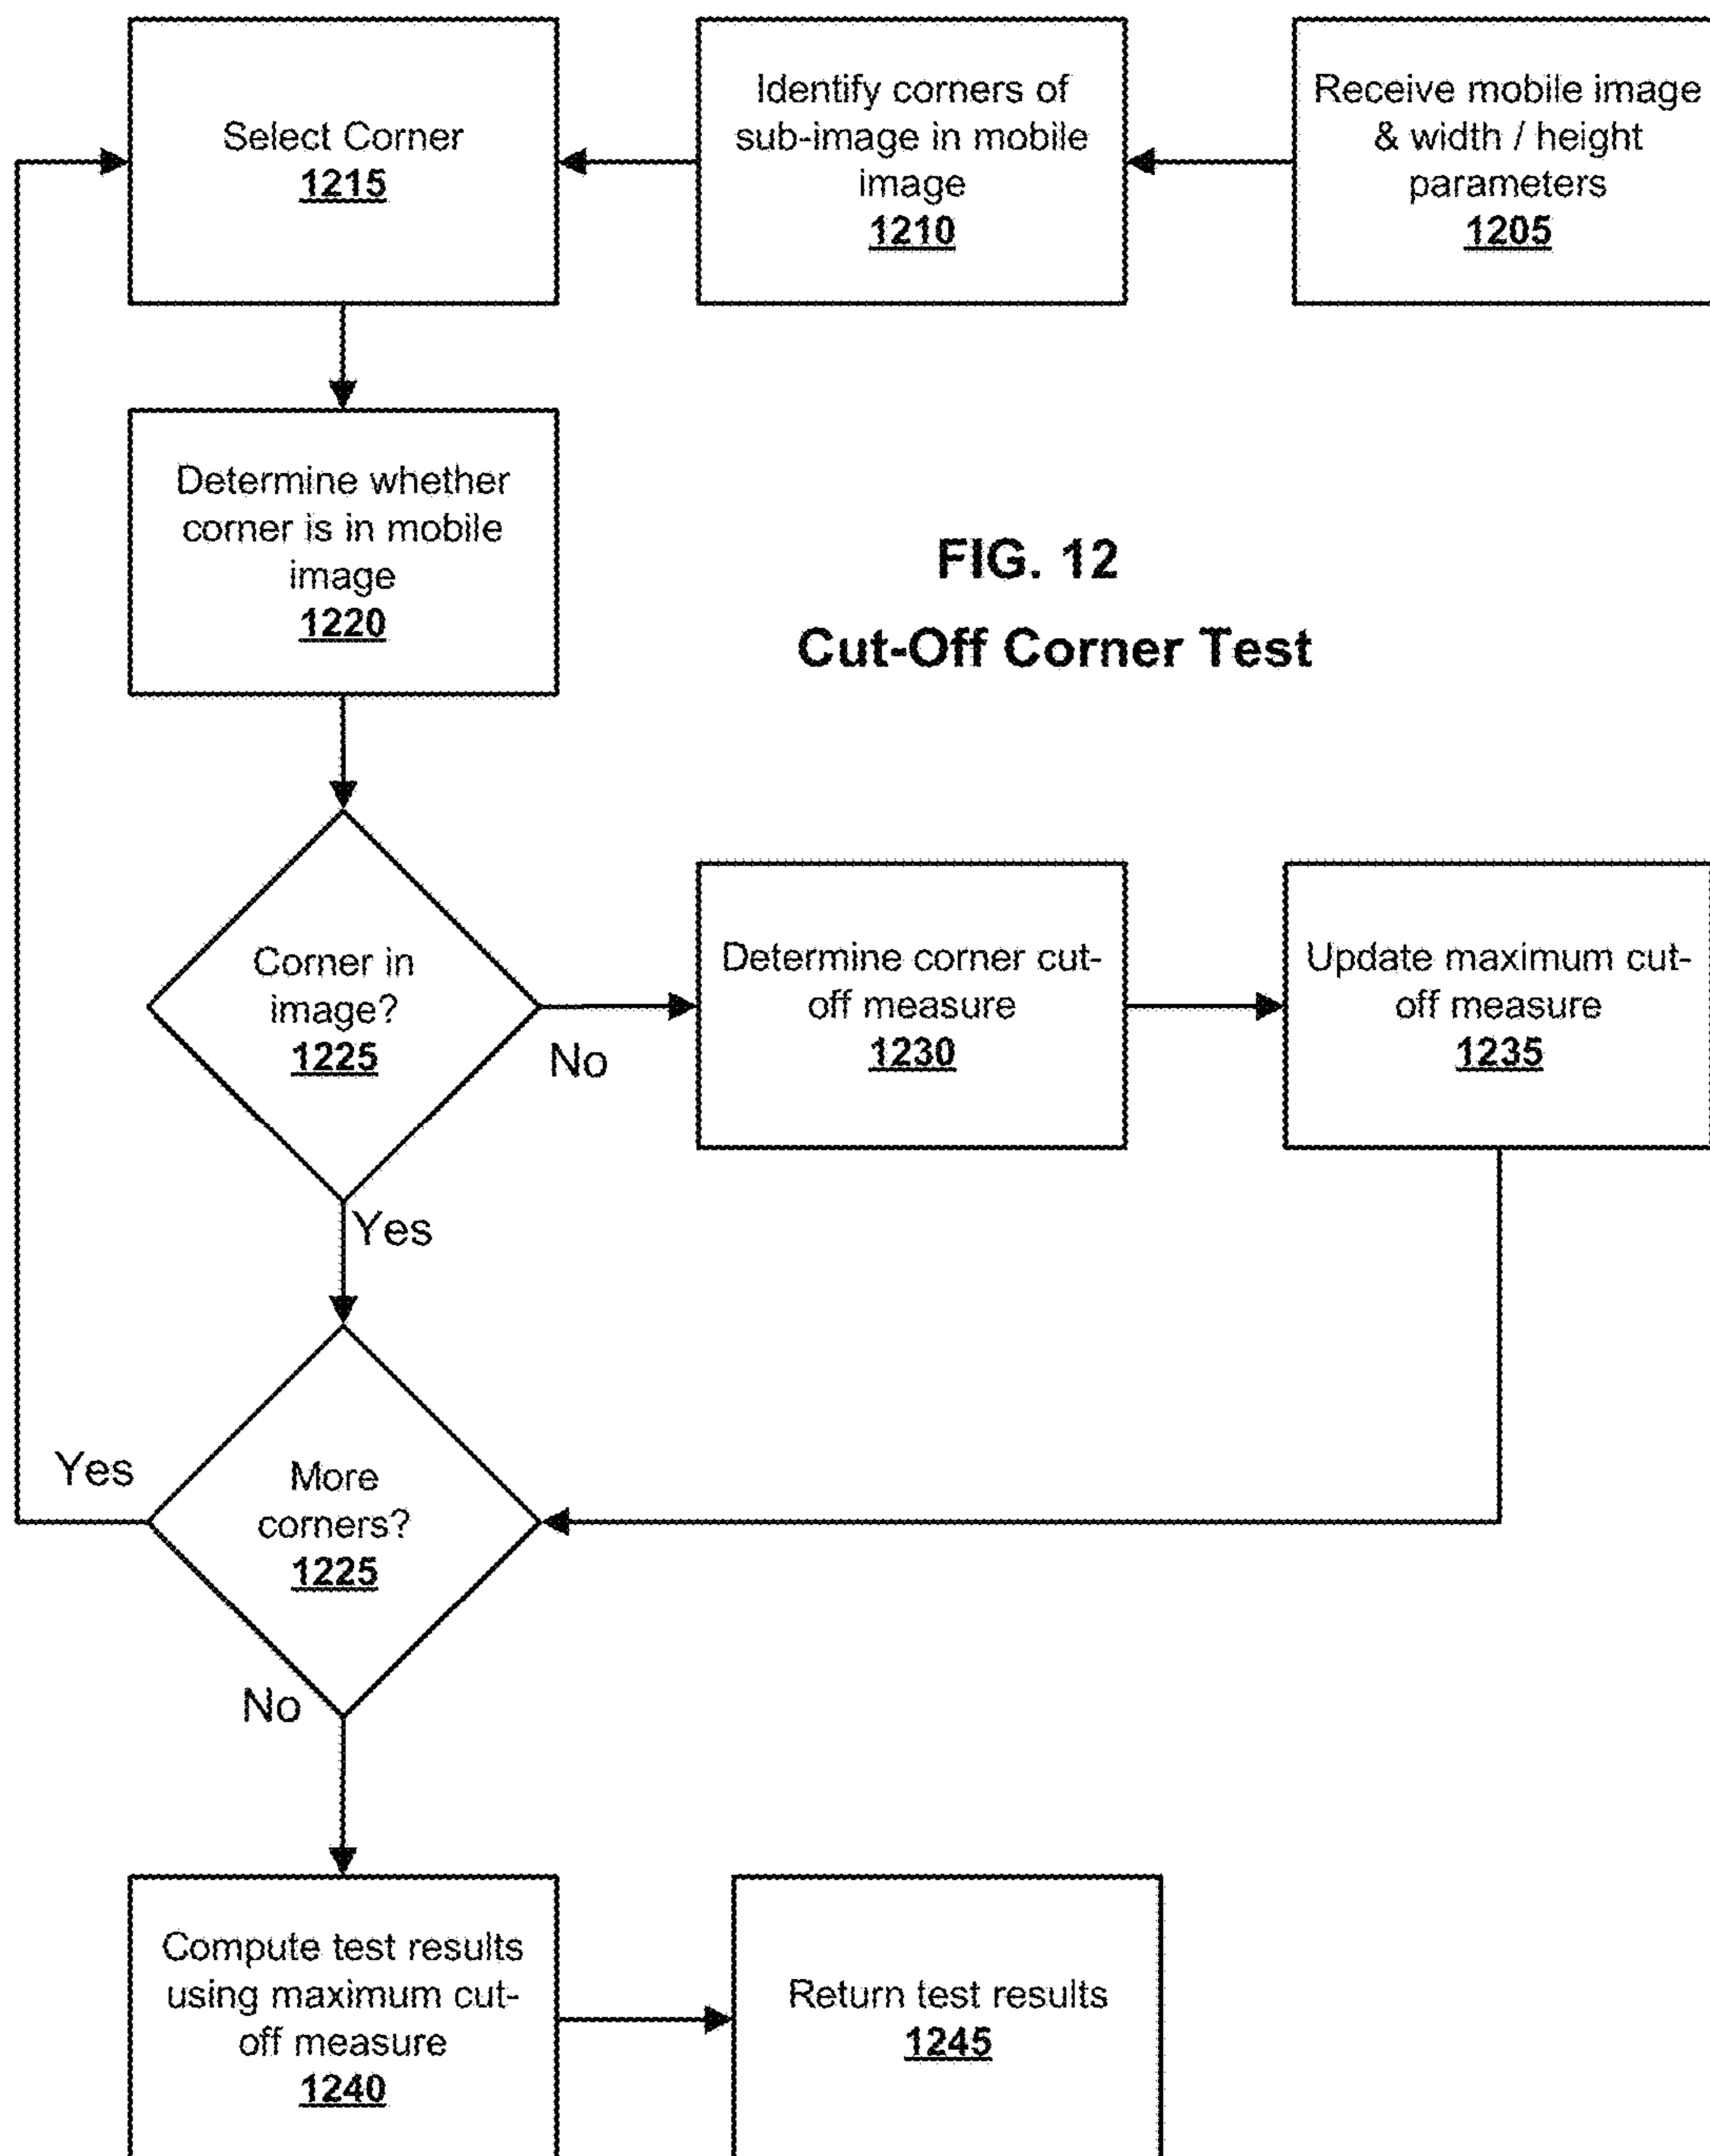 Select Corner
1215
Identify corners of
sub-image in mobile
image
1210
Receive mobile image
& width / height
parameters
1205
Determine whether
corner is in mobile
image
1220
FIG. 12
Cut-Off Corner Test
Corner in
image?
1225
No
Determine corner cut-
off measure
1230
Update maximum cut-
off measure
1235
Yes
Yes
More
corners?
1225
No
Compute test results
using maximum cut-
off measure
1240
Return test results
1245